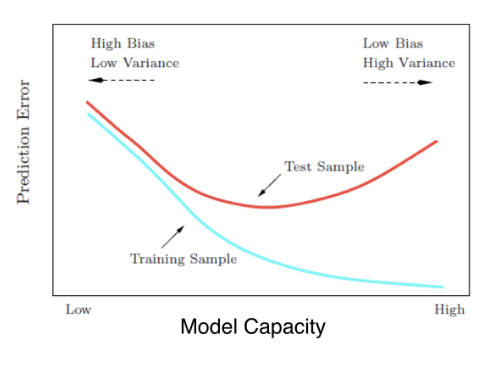 High Bias
Low Variance
Low Bias
High Variance
Prediction Error
Test Sample
Training Sample
Low
High
Model Capacity